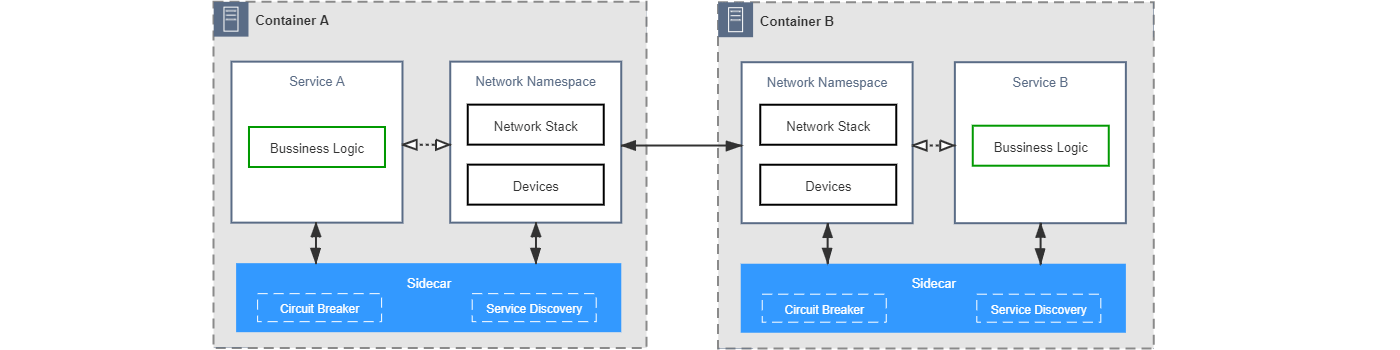 Container A
Service A
Bussiness Logic
Network Namespace
Network Stack
Devices
Sidecar
Circuit Breaker
Service Discovery
Container B
Network Namespace
Network Stack
Devices
Service B
Bussiness Logic
Sidecar
Circuit Breaker
Service Discovery